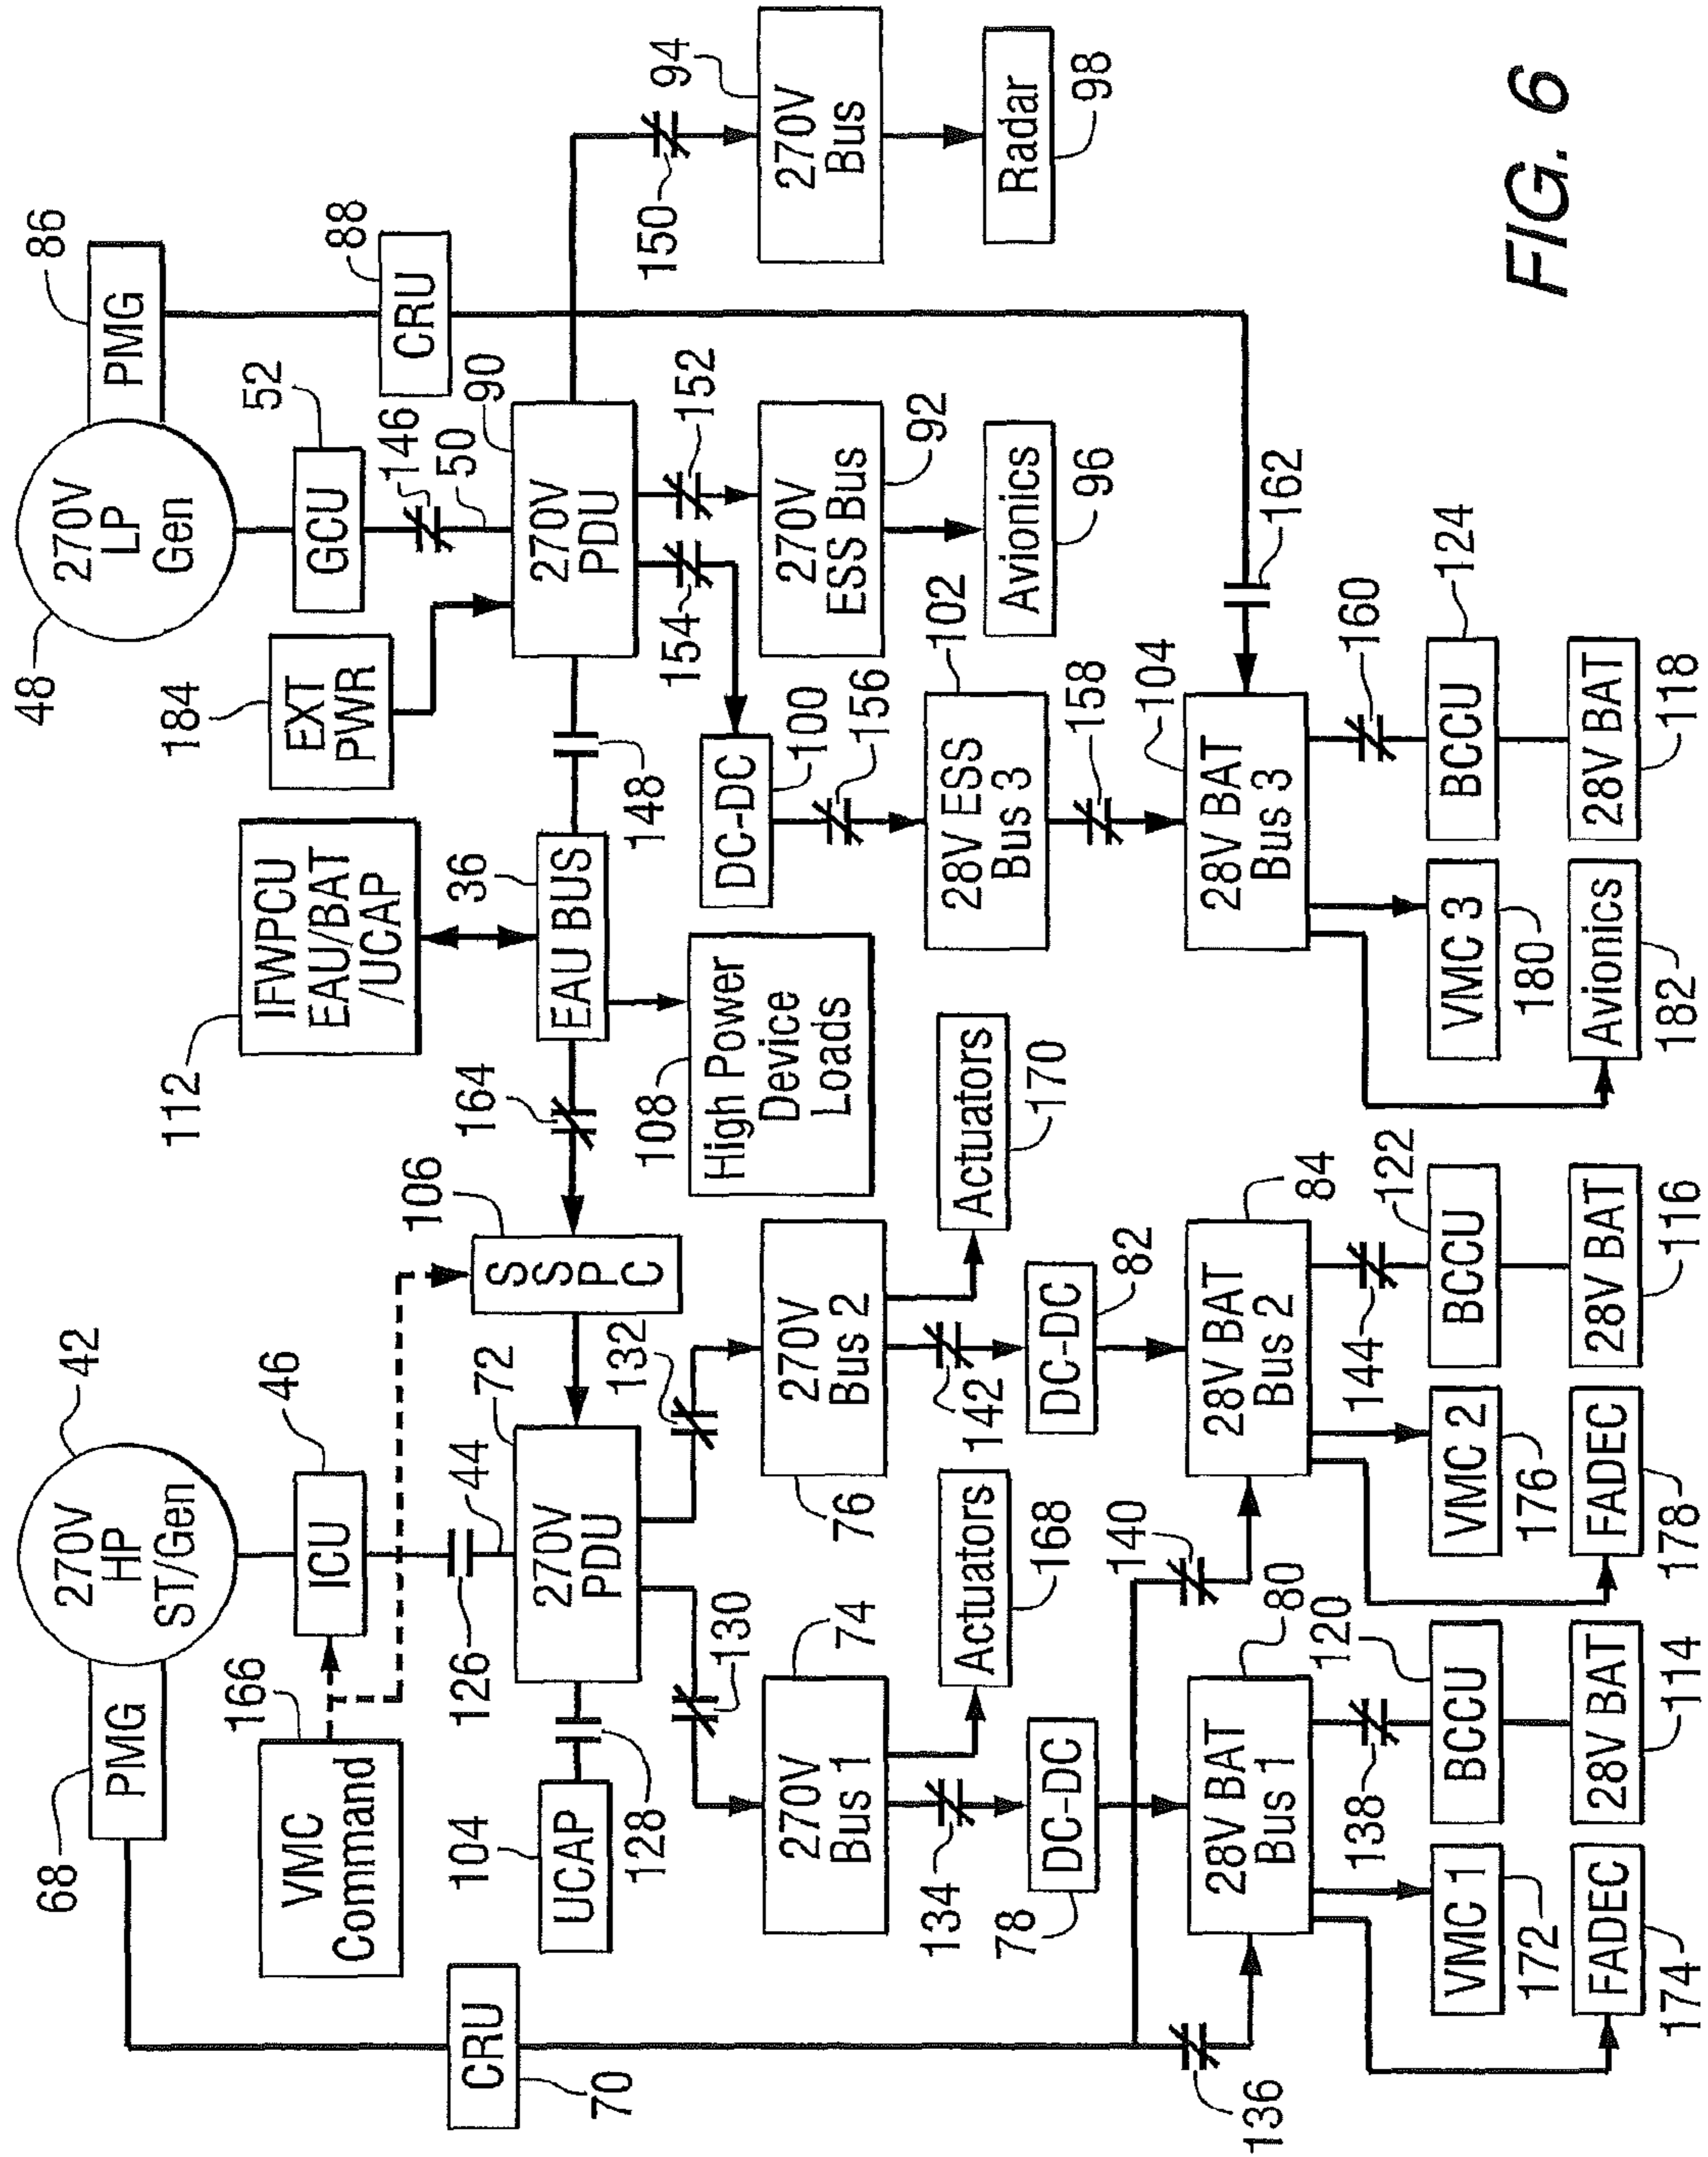 68
42
48
86
PMG
270V
HP
ST/Gen
270V
LP
Gen
PMG
166
VMC
Command
46
ICU
112
IFWPCU
EAU/BAT
/UCAP
184
EXT
PWR
52
GCU
88
CRU
70
CRU
126
44
72
106
164
36
146
50
90
104
UCAP
128
270V
PDU
SSPC
EAU BUS
148
270V
PDU
130
132
108
High Power
Device
Loads
154
152
150
94
270V
Bus
74
270V
Bus 1
76
270V
Bus 2
DC-DC
100
156
270V
ESS Bus
92
134
Actuators
168
142
Actuators
170
102
28V ESS
Bus 3
Avionics
96
Radar
98
78
DC-DC
DC-DC
82
158
140
136
80
28V BAT
Bus 1
84
28V BAT
Bus 2
104
28V BAT
Bus 3
162
120
138
122
144
160
124
VMC 1
172
BCCU
VMC 2
176
BCCU
VMC 3
180
BCCU
FADEC
174
28V BAT
114
FADEC
178
28V BAT
116
Avionics
182
28V BAT
118
FIG. 6